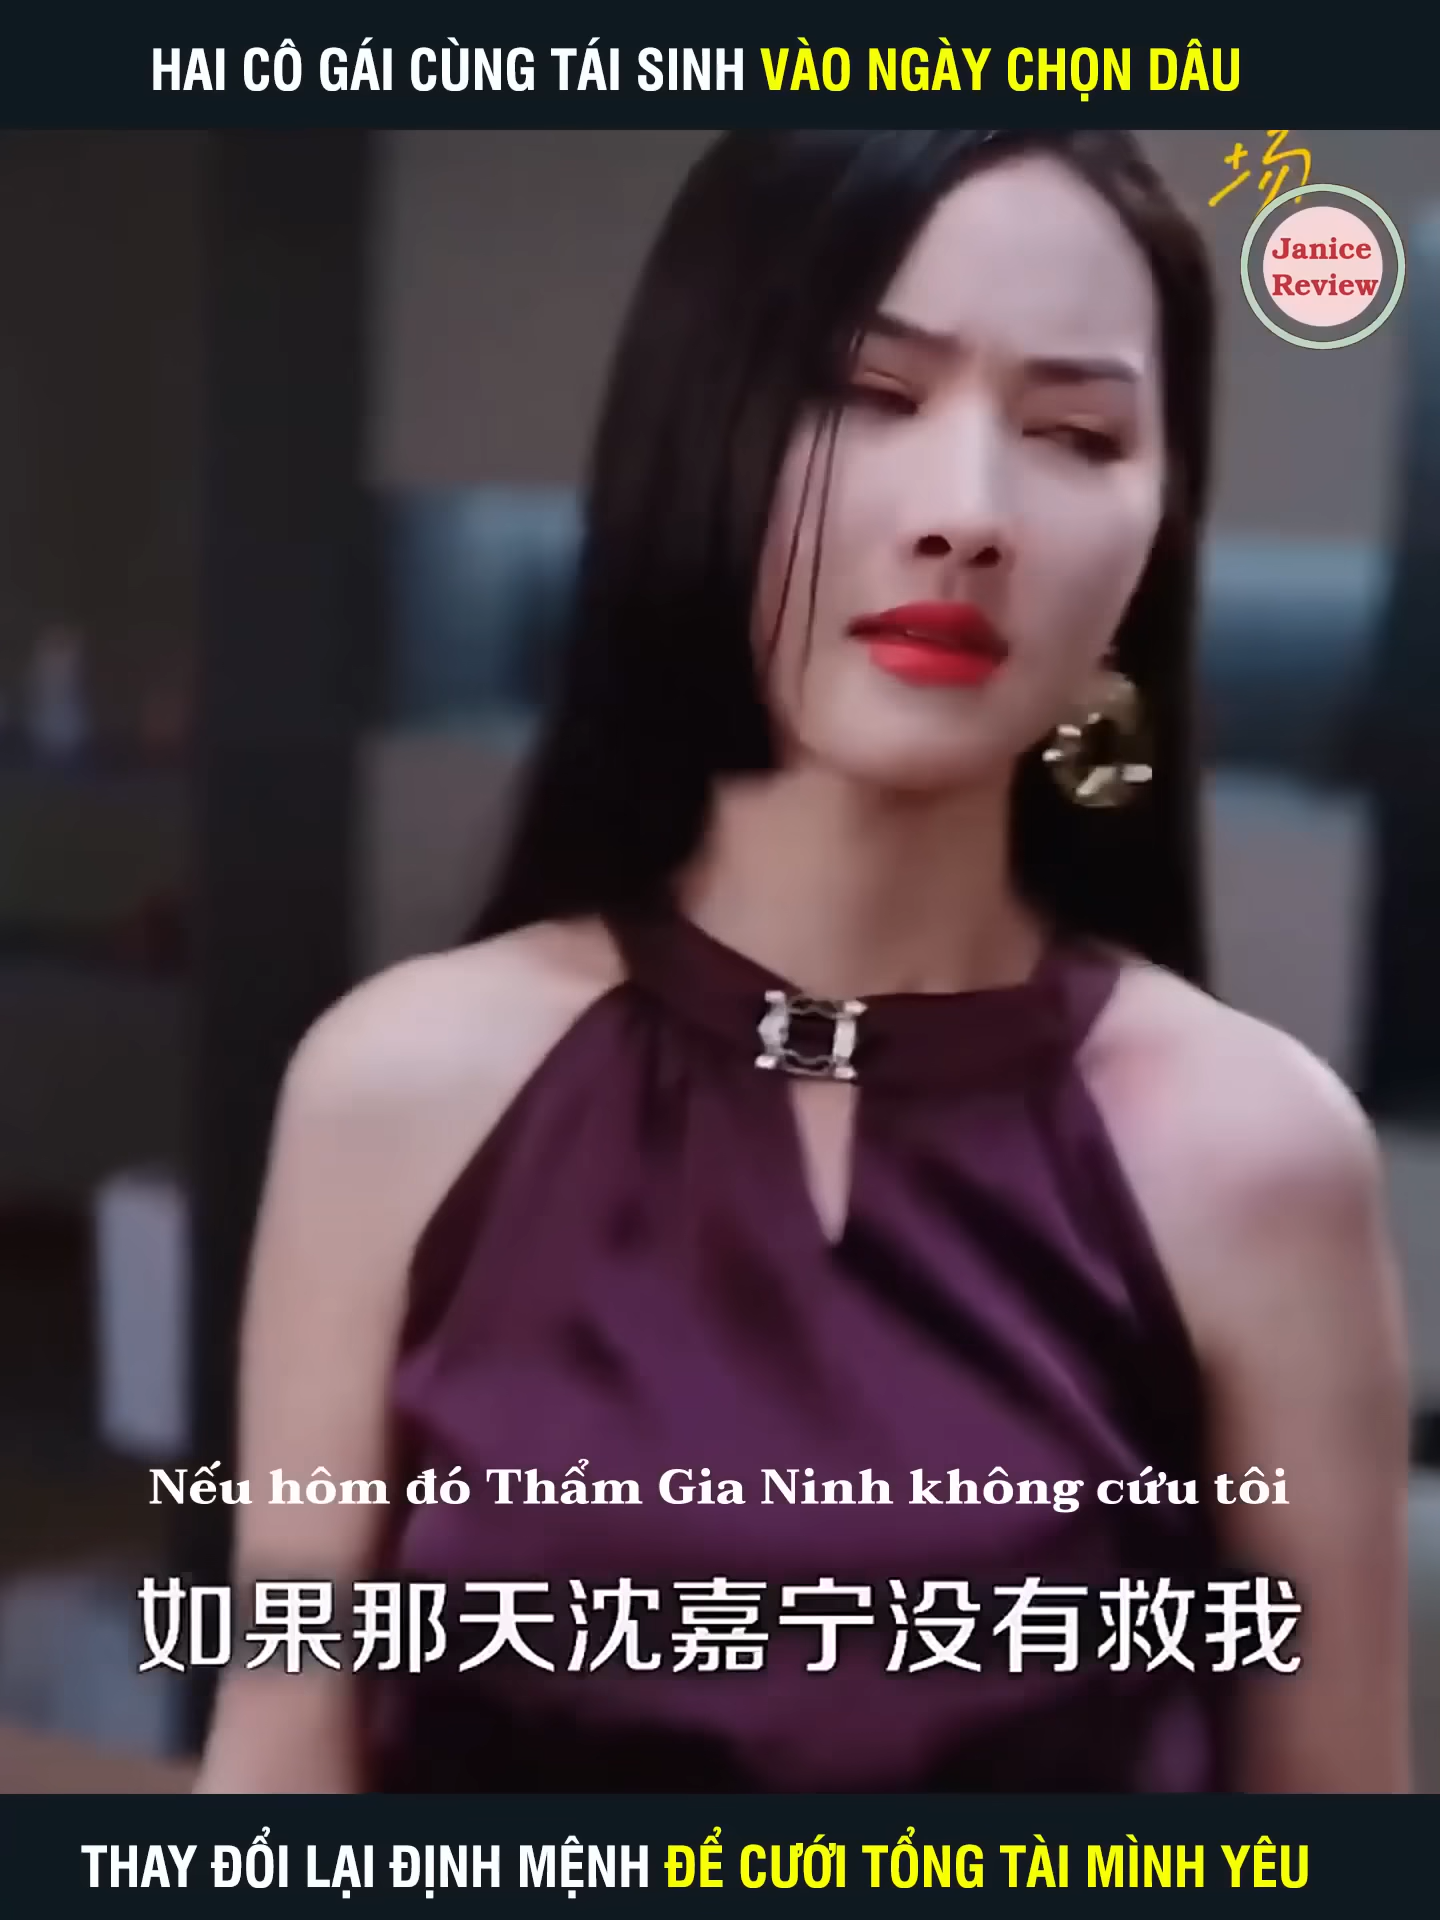 HAI CÔ GÁI CÙNG TÁI SINH VÀO NGÀY CHỌN DÂU
场
Janice
Review
Nếu hôm đó Thẩm Gia Ninh không cứu tôi
如果那天沈嘉宁没有救我
THAY ĐỔI LẠI ĐỊNH MỆNH ĐỂ CƯỚI TỔNG TÀI MÌNH YÊU